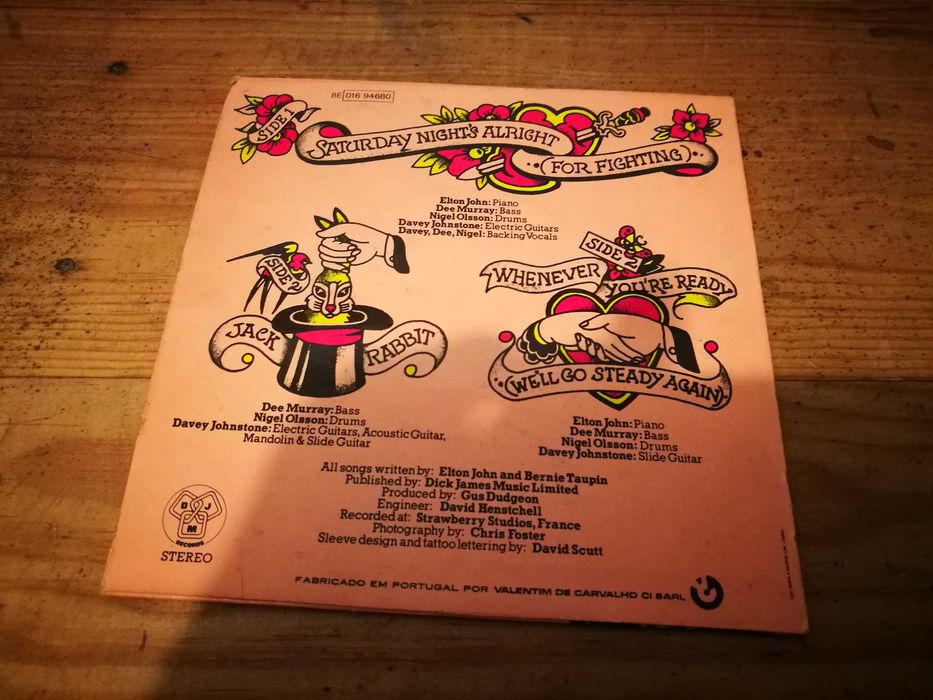 8E 016 94680
SIDE 1
SATURDAY NIGHT'S ALRIGHT
(FOR FIGHTING)
Elton John: Piano
Dee Murray: Bass
Nigel Olsson: Drums
Davey Johnstone: Electric Guitars
Davey, Dee, Nigel: Backing Vocals
SIDE 2
JACK
RABBIT
Dee Murray: Bass
Nigel Olsson: Drums
Davey Johnstone: Electric Guitars, Acoustic Guitar,
Mandolin & Slide Guitar
SIDE 2
WHENEVER
YOU'RE READY
(WE'LL GO STEADY AGAIN)
Elton John: Piano
Dee Murray: Bass
Nigel Olsson: Drums
Davey Johnstone: Slide Guitar
All songs written by: Elton John and Bernie Taupin
Published by: Dick James Music Limited
Produced by: Gus Dudgeon
Engineer: David Henstchell
Recorded at: Strawberry Studios, France
Photography by: Chris Foster
Sleeve design and tattoo lettering by: David Scutt
DJM
RECORDS
STEREO
FABRICADO EM PORTUGAL POR VALENTIM DE CARVALHO CI SARL